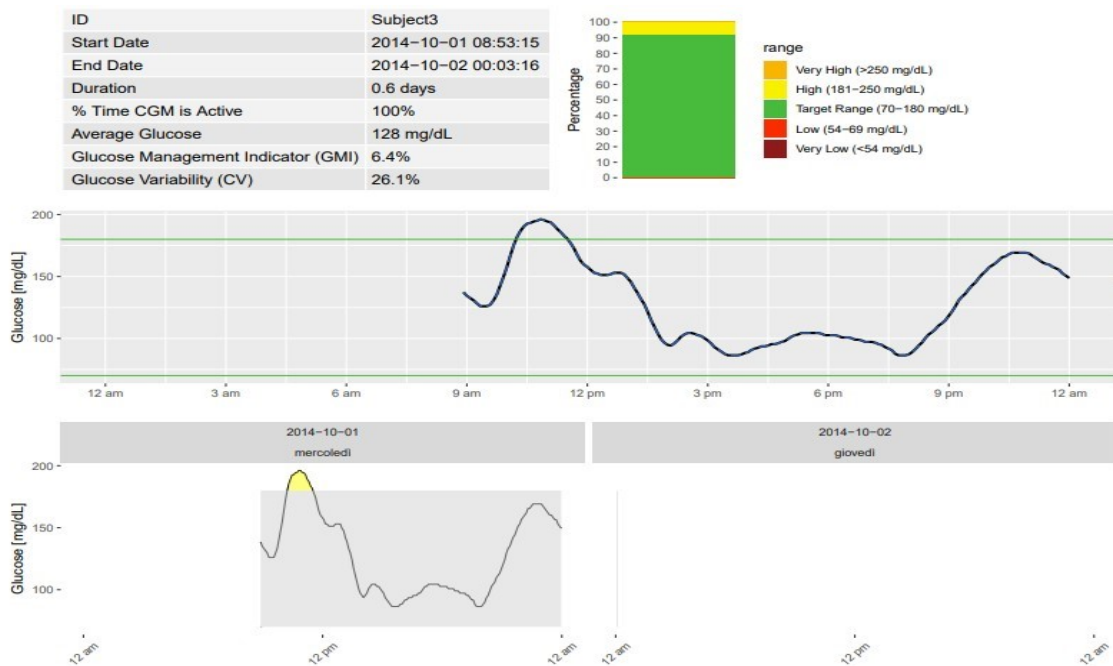 ID Subject3
Start Date 2014−10−01 08:53:15
End Date 2014−10−02 00:03:16
Duration 0.6 days
% Time CGM is Active 100%
Average Glucose 128 mg/dL
Glucose Management Indicator (GMI) 6.4%
Glucose Variability (CV) 26.1%
Percentage
100
90
80
70
60
50
40
30
20
10
0
range
Very High (>250 mg/dL)
High (181−250 mg/dL)
Target Range (70−180 mg/dL)
Low (54−69 mg/dL)
Very Low (<54 mg/dL)
Glucose [mg/dL]
200
150
100
12 am 3 am 6 am 9 am 12 pm 3 pm 6 pm 9 pm 12 am
2014−10−01 2014−10−02
mercoledì giovedì
Glucose [mg/dL]
200
150
100
12 am 12 pm 12 am 12 am 12 pm 12 am